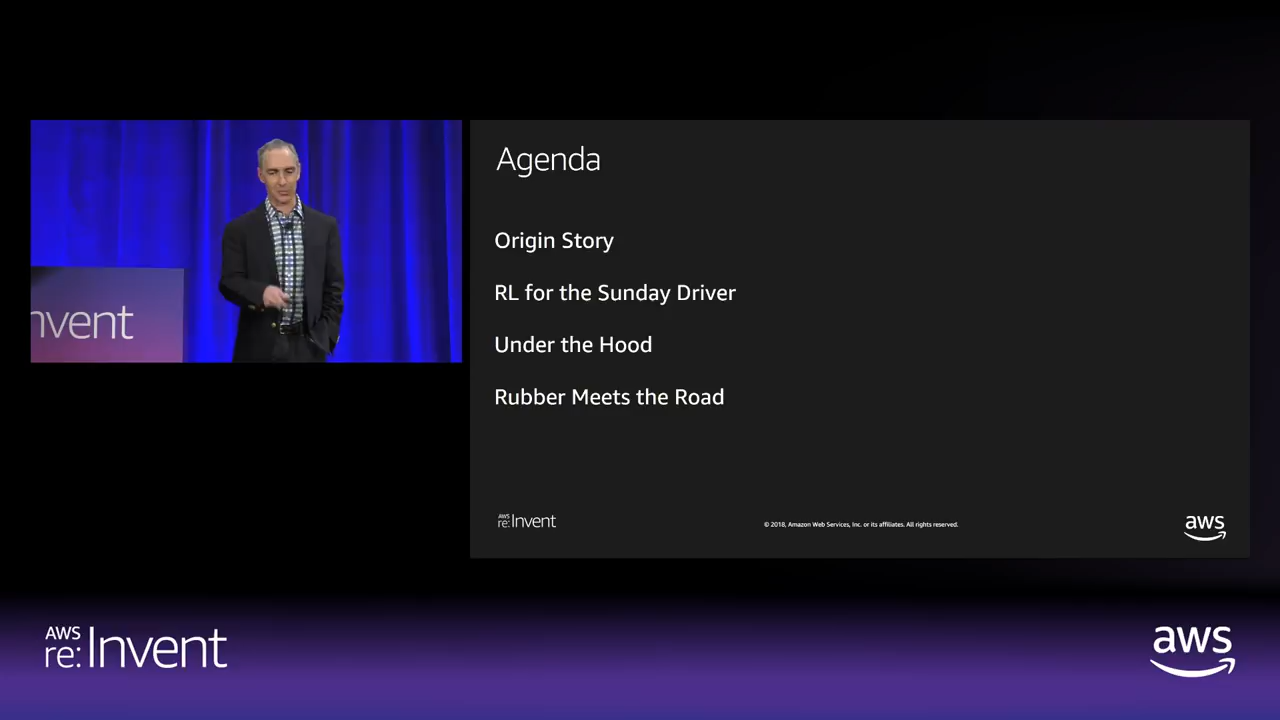 Agenda
Origin Story
RL for the Sunday Driver
Under the Hood
Rubber Meets the Road
AWS
re:Invent
© 2018, Amazon Web Services, Inc. or its affiliates. All rights reserved.
aws
nvent
AWS
re:Invent
aws